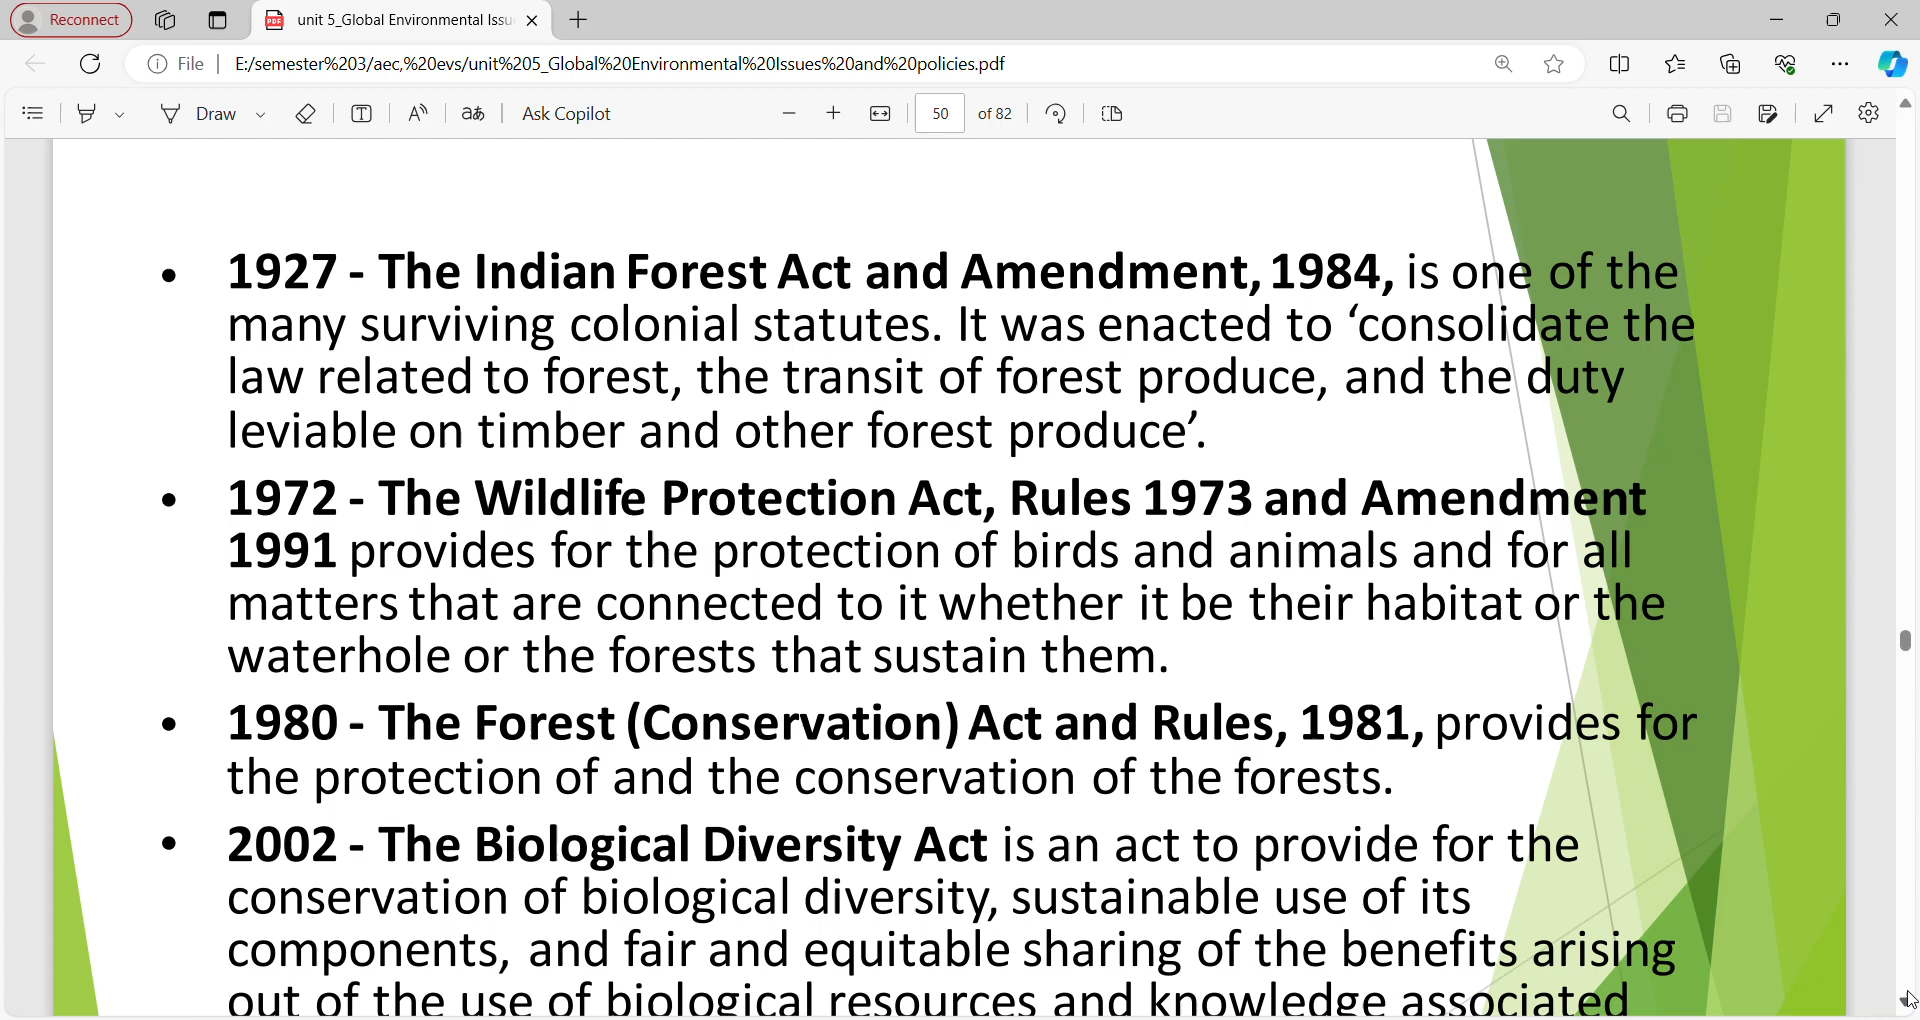 Reconnect
unit 5_Global Environmental Issu
File
E:/semester%203/aec,%20evs/unit%205_Global%20Environmental%20Issues%20and%20policies.pdf
Draw
Ask Copilot
50
of 82
• 1927 - The Indian Forest Act and Amendment, 1984, is one of the
many surviving colonial statutes. It was enacted to ‘consolidate the
law related to forest, the transit of forest produce, and the duty
leviable on timber and other forest produce’.
• 1972 - The Wildlife Protection Act, Rules 1973 and Amendment
1991 provides for the protection of birds and animals and for all
matters that are connected to it whether it be their habitat or the
waterhole or the forests that sustain them.
• 1980 - The Forest (Conservation) Act and Rules, 1981, provides for
the protection of and the conservation of the forests.
• 2002 - The Biological Diversity Act is an act to provide for the
conservation of biological diversity, sustainable use of its
components, and fair and equitable sharing of the benefits arising
out of the use of biological resources and knowledge associated